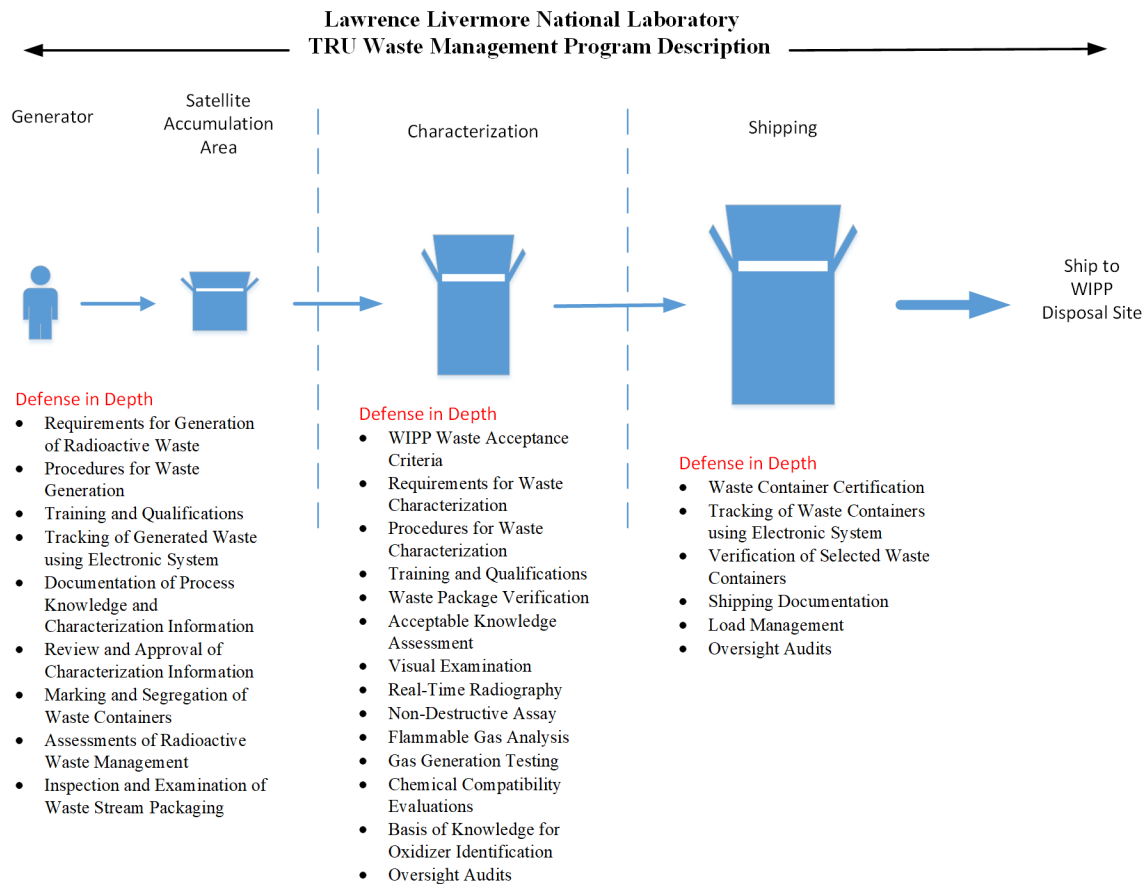 Lawrence Livermore National Laboratory
TRU Waste Management Program Description
Generator
Satellite
Accumulation
Area
Characterization
Shipping
Ship to
WIPP
Disposal Site
Defense in Depth
• Requirements for Generation
of Radioactive Waste
• Procedures for Waste
Generation
• Training and Qualifications
• Tracking of Generated Waste
using Electronic System
• Documentation of Process
Knowledge and
Characterization Information
• Review and Approval of
Characterization Information
• Marking and Segregation of
Waste Containers
• Assessments of Radioactive
Waste Management
• Inspection and Examination of
Waste Stream Packaging
Defense in Depth
• WIPP Waste Acceptance
Criteria
• Requirements for Waste
Characterization
• Procedures for Waste
Characterization
• Training and Qualifications
• Waste Package Verification
• Acceptable Knowledge
Assessment
• Visual Examination
• Real-Time Radiography
• Non-Destructive Assay
• Flammable Gas Analysis
• Gas Generation Testing
• Chemical Compatibility
Evaluations
• Basis of Knowledge for
Oxidizer Identification
• Oversight Audits
Defense in Depth
• Waste Container Certification
• Tracking of Waste Containers
using Electronic System
• Verification of Selected Waste
Containers
• Shipping Documentation
• Load Management
• Oversight Audits